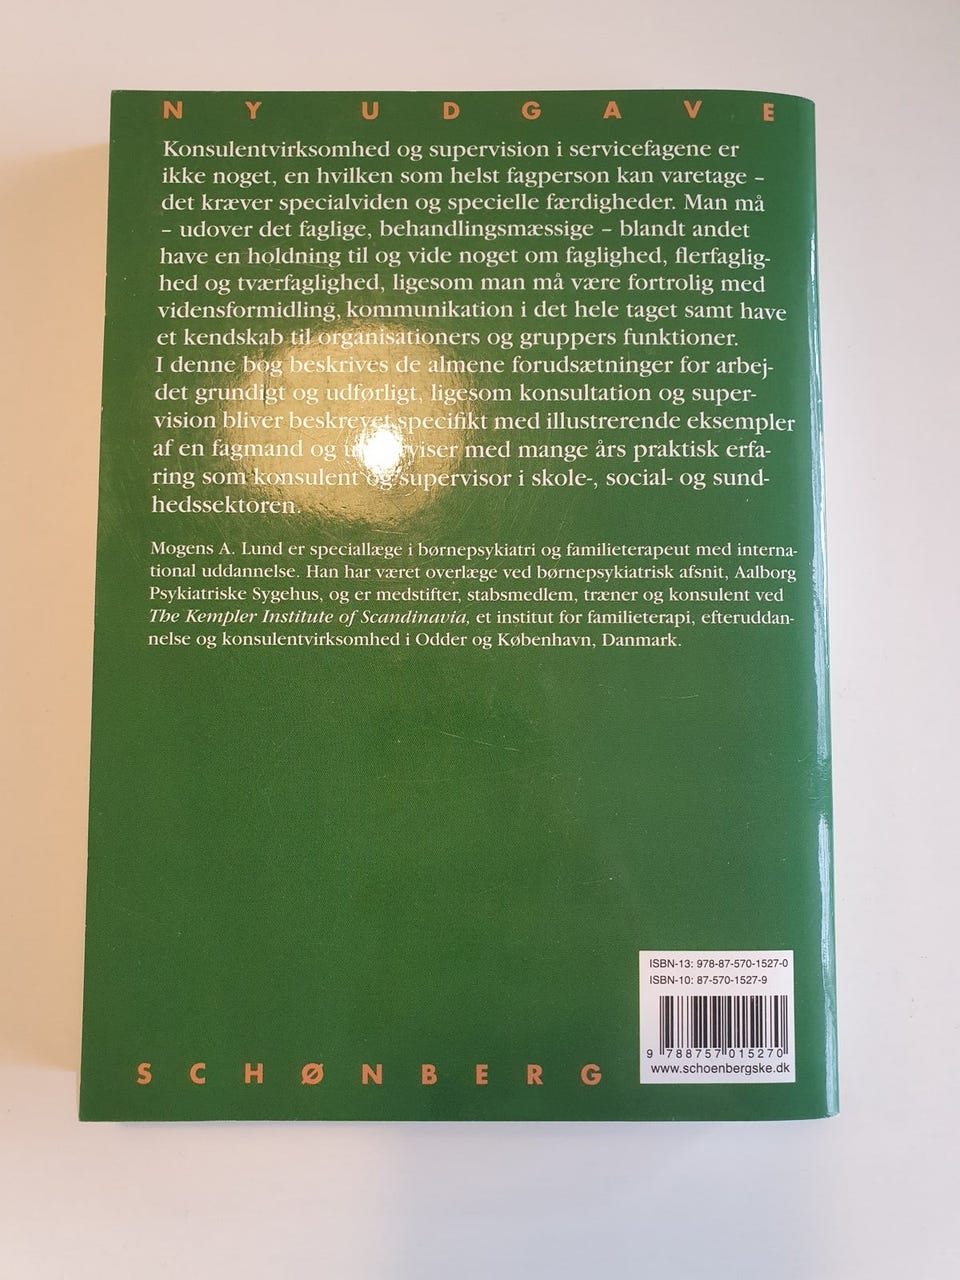 NY UDGAVE
Konsulentvirksomhed og supervision i servicefagene er
ikke noget, en hvilken som helst fagperson kan varetage –
det kræver specialviden og specielle færdigheder. Man må
– udover det faglige, behandlingsmæssige – blandt andet
have en holdning til og vide noget om faglighed, flerfaglig-
hed og tværfaglighed, ligesom man må være fortrolig med
vidensformidling, kommunikation i det hele taget samt have
et kendskab til organisationers og gruppers funktioner.
I denne bog beskrives de almene forudsætninger for arbej-
det grundigt og udførligt, ligesom konsultation og super-
vision bliver beskrevet specifikt med illustrerende eksempler
af en fagmand og med mange års praktisk erfa-
ring som konsulent og supervisor i skole-, social- og sund-
hedssektoren.
Mogens A. Lund er speciallæge i børnepsykiatri og familieterapeut med interna-
tional uddannelse. Han har været overlæge ved børnepsykiatrisk afsnit, Aalborg
Psykiatriske Sygehus, og er medstifter, stabsmedlem, træner og konsulent ved
The Kempler Institute of Scandinavia, et institut for familieterapi, efteruddan-
nelse og konsulentvirksomhed i Odder og København, Danmark.
ISBN-13: 978-87-570-1527-0
ISBN-10: 87-570-1527-9
9 788757 015270
www.schoenbergske.dk
SCHØNBERG